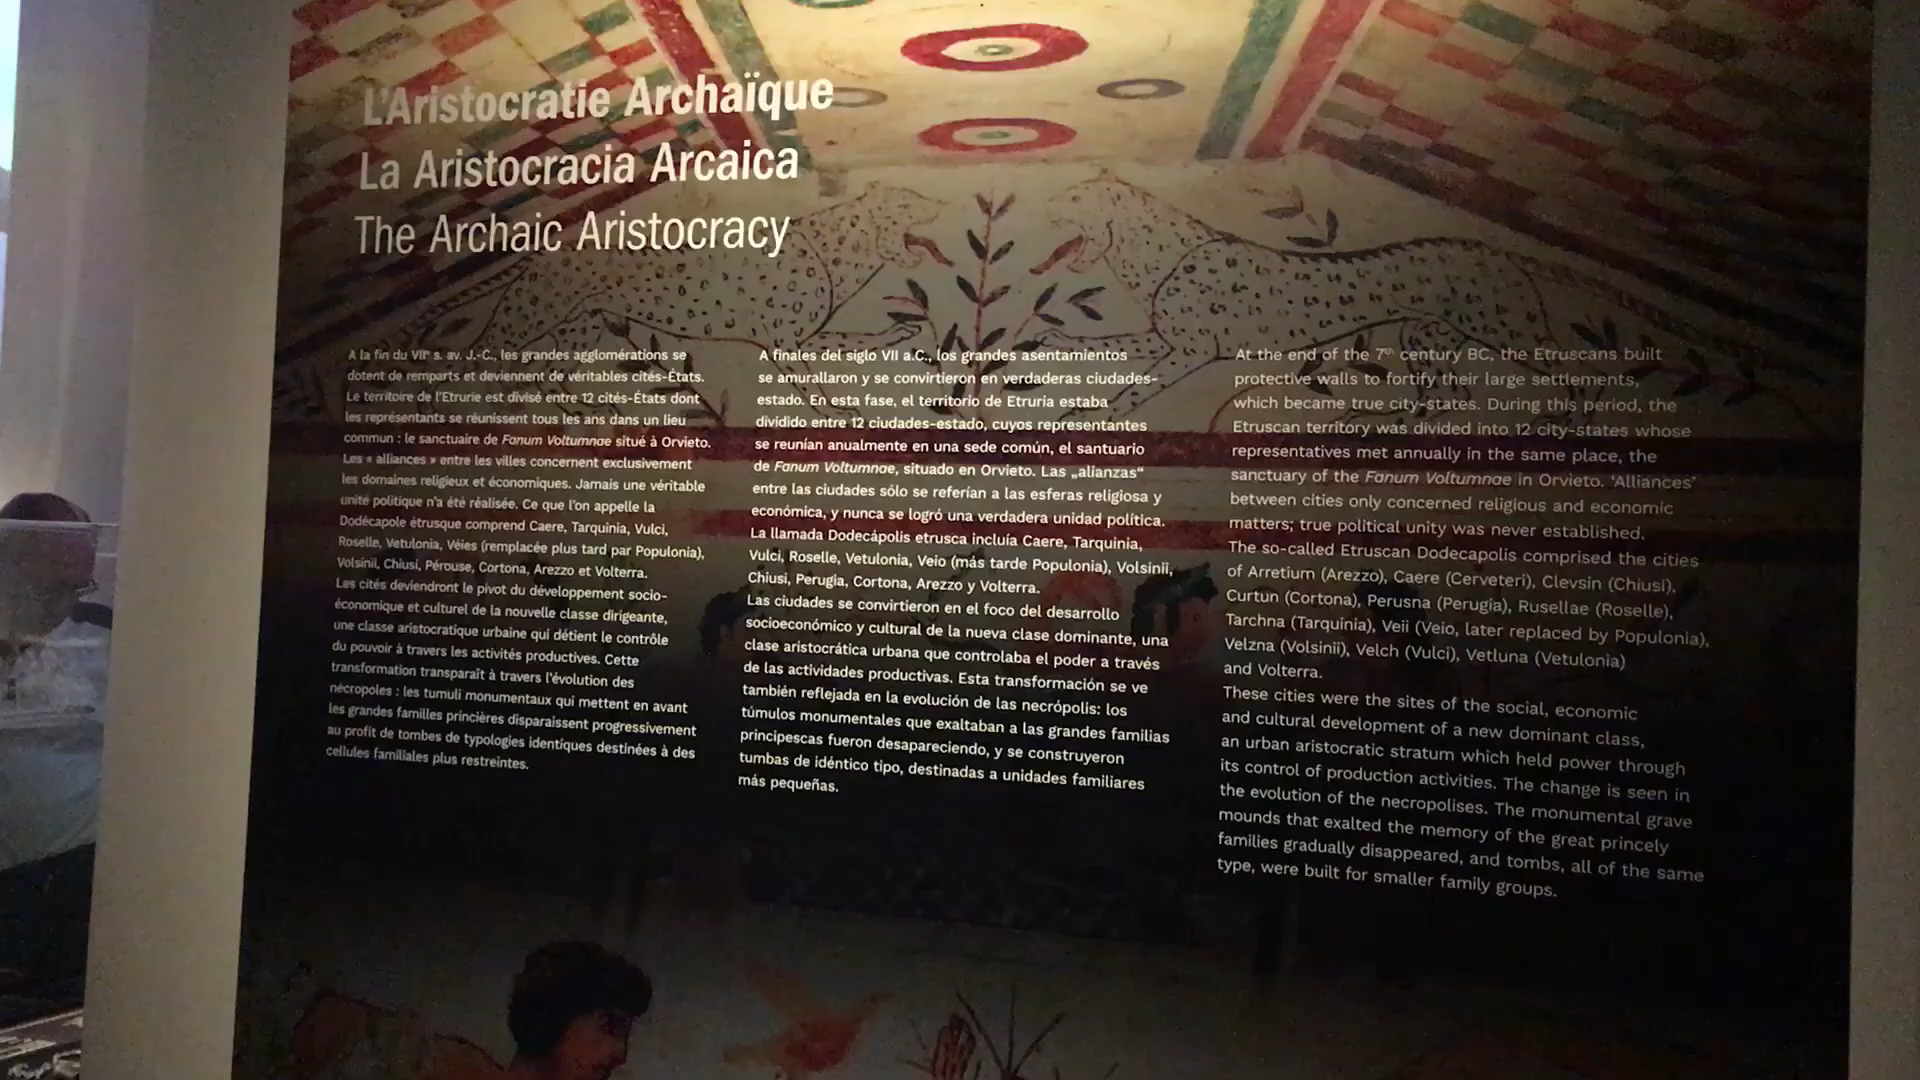 L'Aristocratie Archaïque
La Aristocracia Arcaica
The Archaic Aristocracy
A la fin du VIIe s. av. J.-C., les grandes agglomérations se
dotent de remparts et deviennent de véritables cités-États.
Le territoire de l'Etrurie est divisé entre 12 cités-États dont
les représentants se réunissent tous les ans dans un lieu
commun : le sanctuaire de Fanum Voltumnae situé à Orvieto.
Les « alliances » entre les villes concernent exclusivement
les domaines religieux et économiques. Jamais une véritable
unité politique n'a été réalisée. Ce que l'on appelle la
Dodécapole étrusque comprend Caere, Tarquinia, Vulci,
Roselle, Vetulonia, Véies (remplacée plus tard par Populonia),
Volsinii, Chiusi, Pérouse, Cortona, Arezzo et Volterra.
Les cités deviendront le pivot du développement socio-
économique et culturel de la nouvelle classe dirigeante,
une classe aristocratique urbaine qui détient le contrôle
du pouvoir à travers les activités productives. Cette
transformation transparaît à travers l'évolution des
nécropoles : les tumuli monumentaux qui mettent en avant
les grandes familles princières disparaissent progressivement
au profit de tombes de typologies identiques destinées à des
cellules familiales plus restreintes.
A finales del siglo VII a.C., los grandes asentamientos
se amurallaron y se convirtieron en verdaderas ciudades-
estado. En esta fase, el territorio de Etruria estaba
dividido entre 12 ciudades-estado, cuyos representantes
se reunían anualmente en una sede común, el santuario
de Fanum Voltumnae, situado en Orvieto. Las „alianzas“
entre las ciudades sólo se referían a las esferas religiosa y
económica, y nunca se logró una verdadera unidad política.
La llamada Dodecápolis etrusca incluía Caere, Tarquinia,
Vulci, Roselle, Vetulonia, Veio (más tarde Populonia), Volsinii,
Chiusi, Perugia, Cortona, Arezzo y Volterra.
Las ciudades se convirtieron en el foco del desarrollo
socioeconómico y cultural de la nueva clase dominante, una
clase aristocrática urbana que controlaba el poder a través
de las actividades productivas. Esta transformación se ve
también reflejada en la evolución de las necrópolis: los
túmulos monumentales que exaltaban a las grandes familias
principescas fueron desapareciendo, y se construyeron
tumbas de idéntico tipo, destinadas a unidades familiares
más pequeñas.
At the end of the 7th century BC, the Etruscans built
protective walls to fortify their large settlements,
which became true city-states. During this period, the
Etruscan territory was divided into 12 city-states whose
representatives met annually in the same place, the
sanctuary of the Fanum Voltumnae in Orvieto. 'Alliances'
between cities only concerned religious and economic
matters; true political unity was never established.
The so-called Etruscan Dodecapolis comprised the cities
of Arretium (Arezzo), Caere (Cerveteri), Clevsin (Chiusi),
Curtun (Cortona), Perusna (Perugia), Rusellae (Roselle),
Tarchna (Tarquinia), Veii (Veio, later replaced by Populonia),
Velzna (Volsinii), Velch (Vulci), Vetluna (Vetulonia)
and Volterra.
These cities were the sites of the social, economic
and cultural development of a new dominant class,
an urban aristocratic stratum which held power through
its control of production activities. The change is seen in
the evolution of the necropolises. The monumental grave
mounds that exalted the memory of the great princely
families gradually disappeared, and tombs, all of the same
type, were built for smaller family groups.